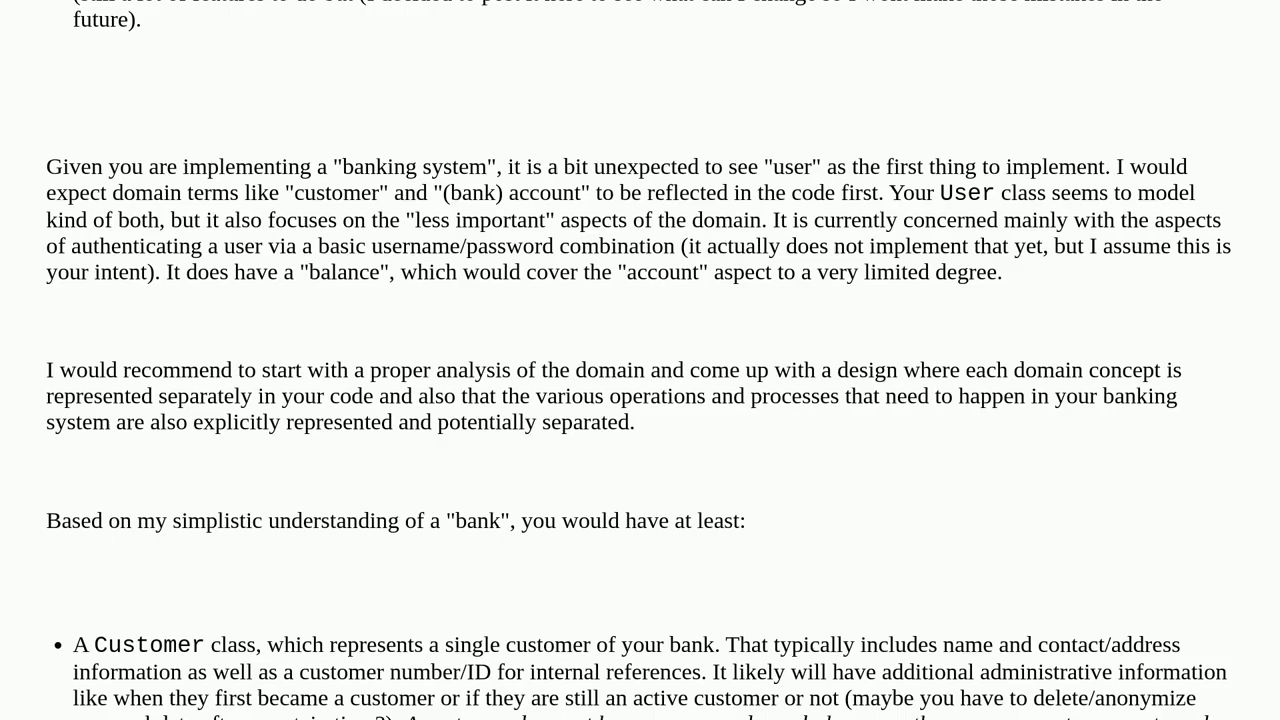 future).
Given you are implementing a "banking system", it is a bit unexpected to see "user" as the first thing to implement. I would
expect domain terms like "customer" and "(bank) account" to be reflected in the code first. Your User class seems to model
kind of both, but it also focuses on the "less important" aspects of the domain. It is currently concerned mainly with the aspects
of authenticating a user via a basic username/password combination (it actually does not implement that yet, but I assume this is
your intent). It does have a "balance", which would cover the "account" aspect to a very limited degree.
I would recommend to start with a proper analysis of the domain and come up with a design where each domain concept is
represented separately in your code and also that the various operations and processes that need to happen in your banking
system are also explicitly represented and potentially separated.
Based on my simplistic understanding of a "bank", you would have at least:
• A Customer class, which represents a single customer of your bank. That typically includes name and contact/address
information as well as a customer number/ID for internal references. It likely will have additional administrative information
like when they first became a customer or if they are still an active customer or not (maybe you have to delete/anonymize